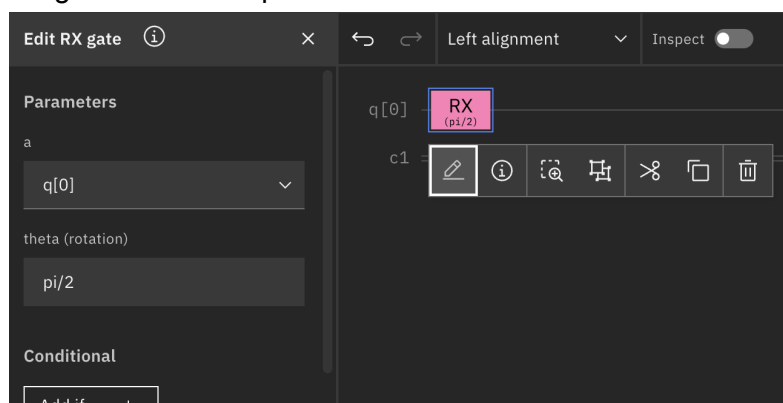 Edit RX gate
Left alignment
Inspect
Parameters
a
q[0]
theta (rotation)
pi/2
Conditional
q[0]
RX
(pi/2)
c1